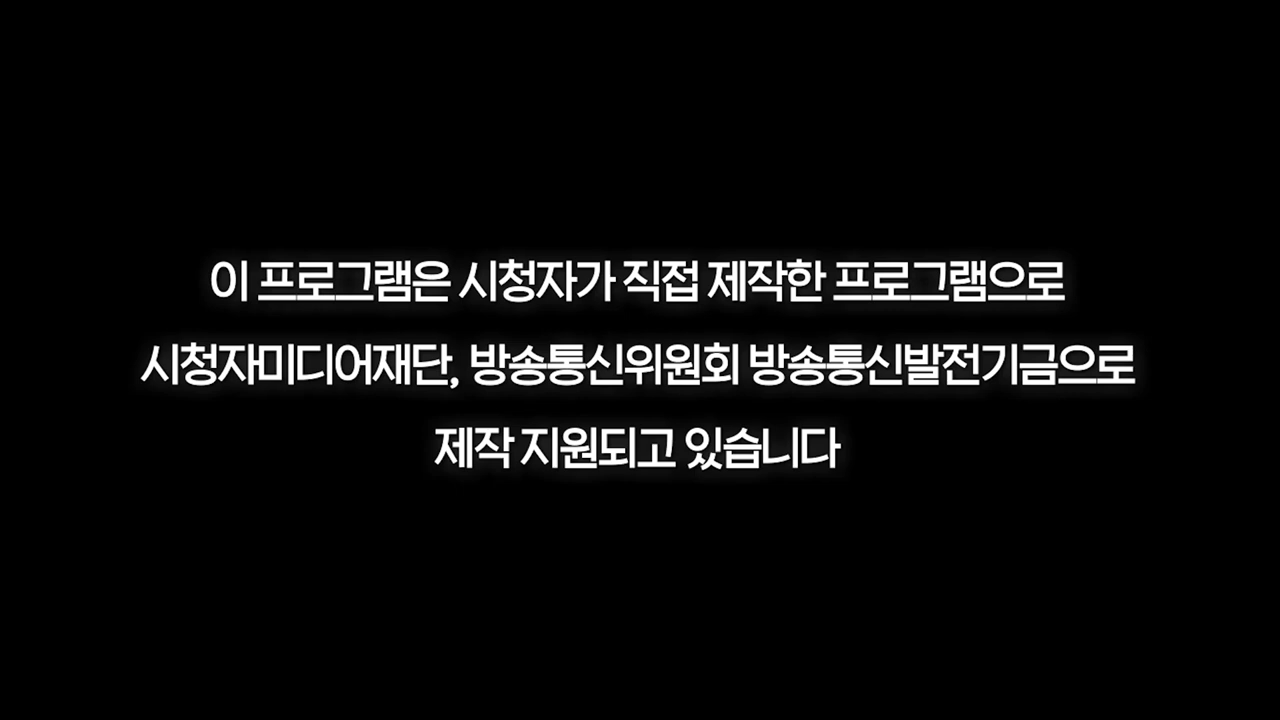 이 프로그램은 시청자가 직접 제작한 프로그램으로
시청자미디어재단, 방송통신위원회 방송통신발전기금으로
제작 지원되고 있습니다